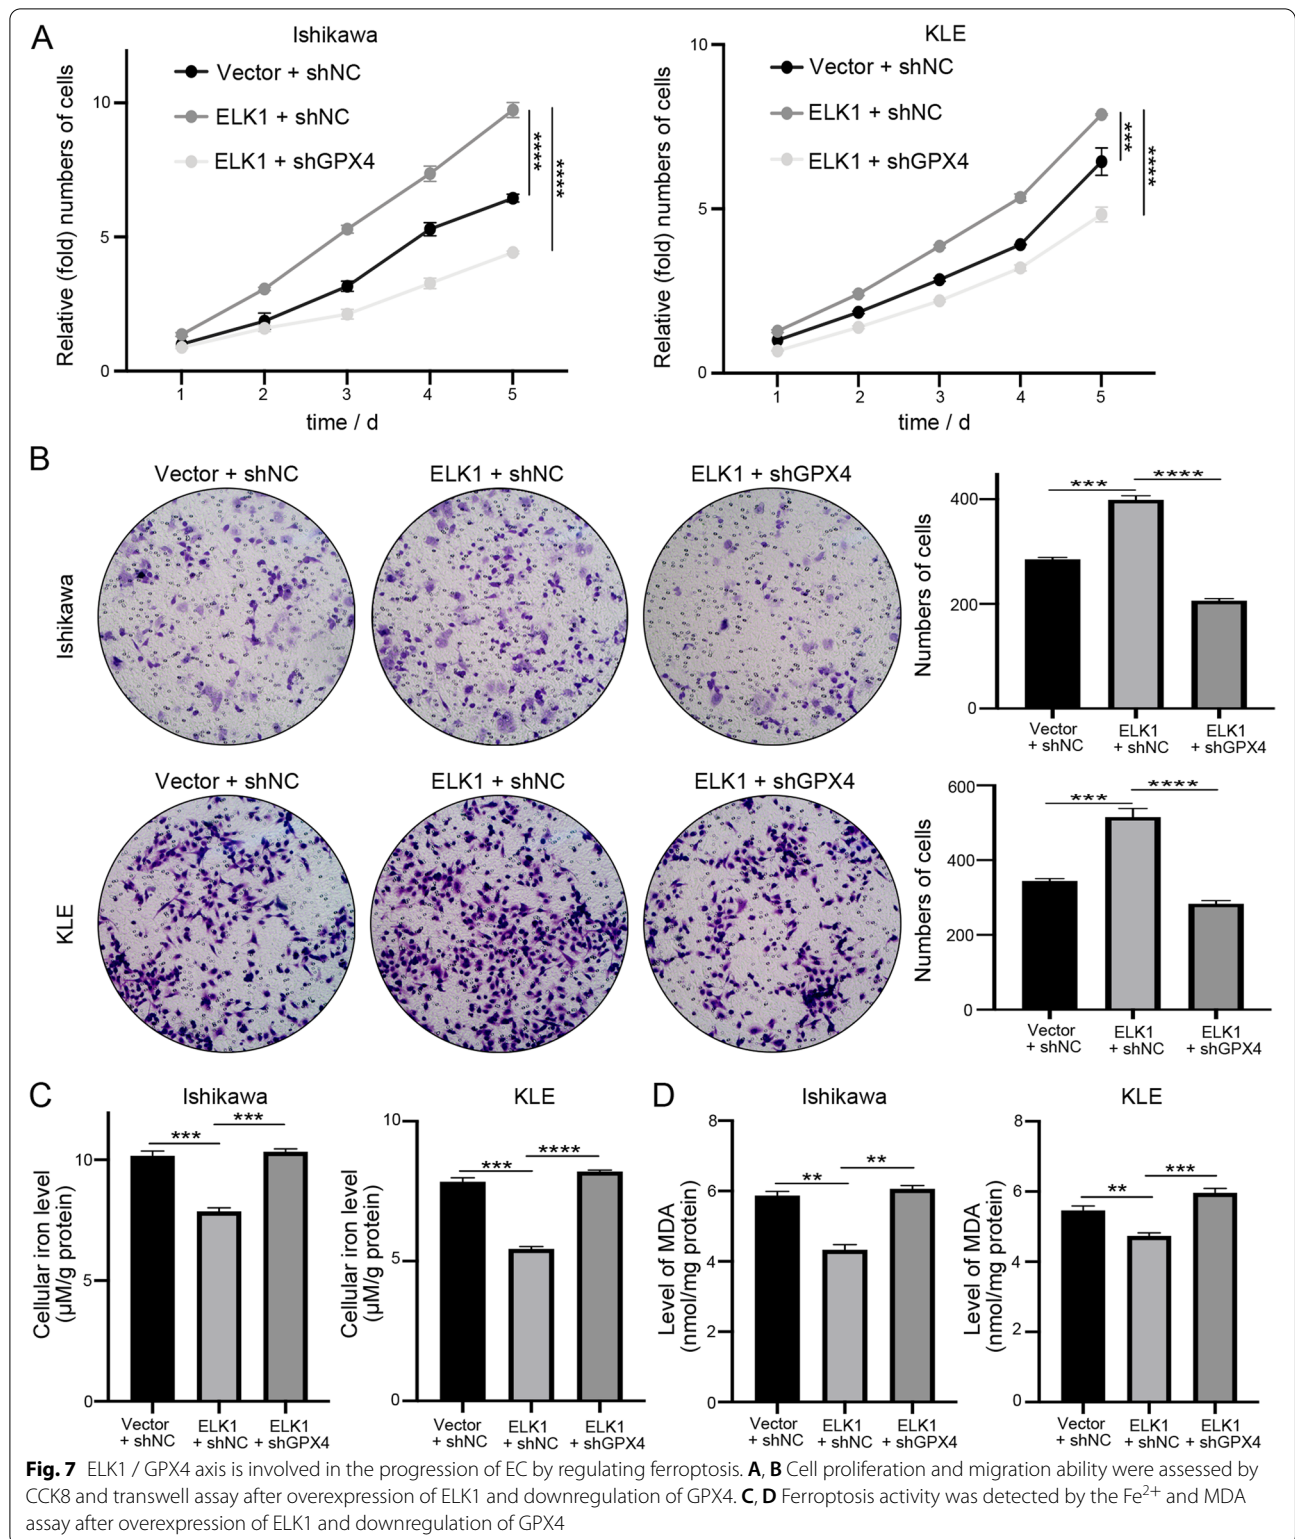 A
Ishikawa
Vector + shNC
ELK1 + shNC
ELK1 + shGPX4
Relative (fold) numbers of cells
10
5
0
1 2 3 4 5
time / d
****
****
KLE
Vector + shNC
ELK1 + shNC
ELK1 + shGPX4
Relative (fold) numbers of cells
10
5
0
1 2 3 4 5
time / d
***
****
B
Ishikawa
Vector + shNC
ELK1 + shNC
ELK1 + shGPX4
Numbers of cells
400
200
0
***
****
Vector
+ shNC
ELK1
+ shNC
ELK1
+ shGPX4
KLE
Vector + shNC
ELK1 + shNC
ELK1 + shGPX4
Numbers of cells
600
400
200
0
***
****
Vector
+ shNC
ELK1
+ shNC
ELK1
+ shGPX4
C
Ishikawa
Cellular iron level
(μM/g protein)
10
5
0
***
***
Vector
+ shNC
ELK1
+ shNC
ELK1
+ shGPX4
KLE
Cellular iron level
(μM/g protein)
10
5
0
***
****
Vector
+ shNC
ELK1
+ shNC
ELK1
+ shGPX4
D
Ishikawa
Level of MDA
(nmol/mg protein)
8
6
4
2
0
**
**
Vector
+ shNC
ELK1
+ shNC
ELK1
+ shGPX4
KLE
Level of MDA
(nmol/mg protein)
8
6
4
2
0
**
***
Vector
+ shNC
ELK1
+ shNC
ELK1
+ shGPX4
Fig. 7 ELK1 / GPX4 axis is involved in the progression of EC by regulating ferroptosis. A, B Cell proliferation and migration ability were assessed by
CCK8 and transwell assay after overexpression of ELK1 and downregulation of GPX4. C, D Ferroptosis activity was detected by the Fe²⁺ and MDA
assay after overexpression of ELK1 and downregulation of GPX4